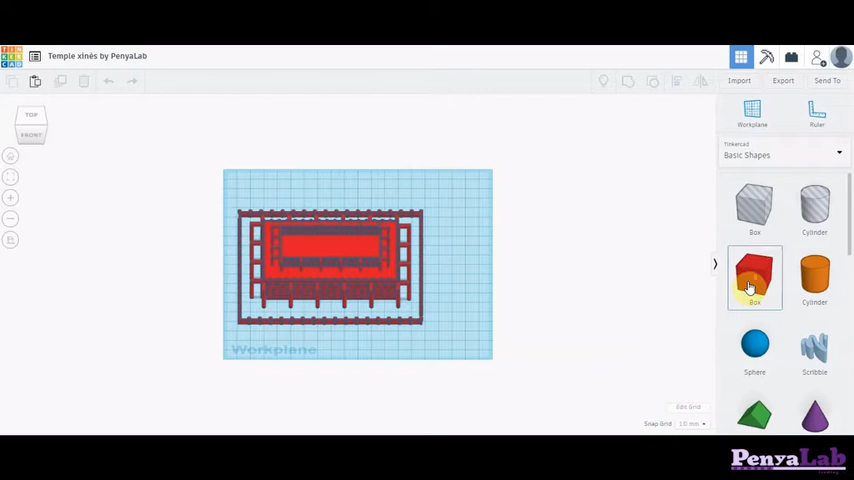 TIN
KER
CAD
Temple xinès by PenyaLab
Import
Export
Send To
TOP
FRONT
Workplane
Ruler
Tinkercad
Basic Shapes
Box
Cylinder
Box
Cylinder
Sphere
Scribble
Workplane
Edit Grid
Snap Grid
1.0 mm
PenyaLab